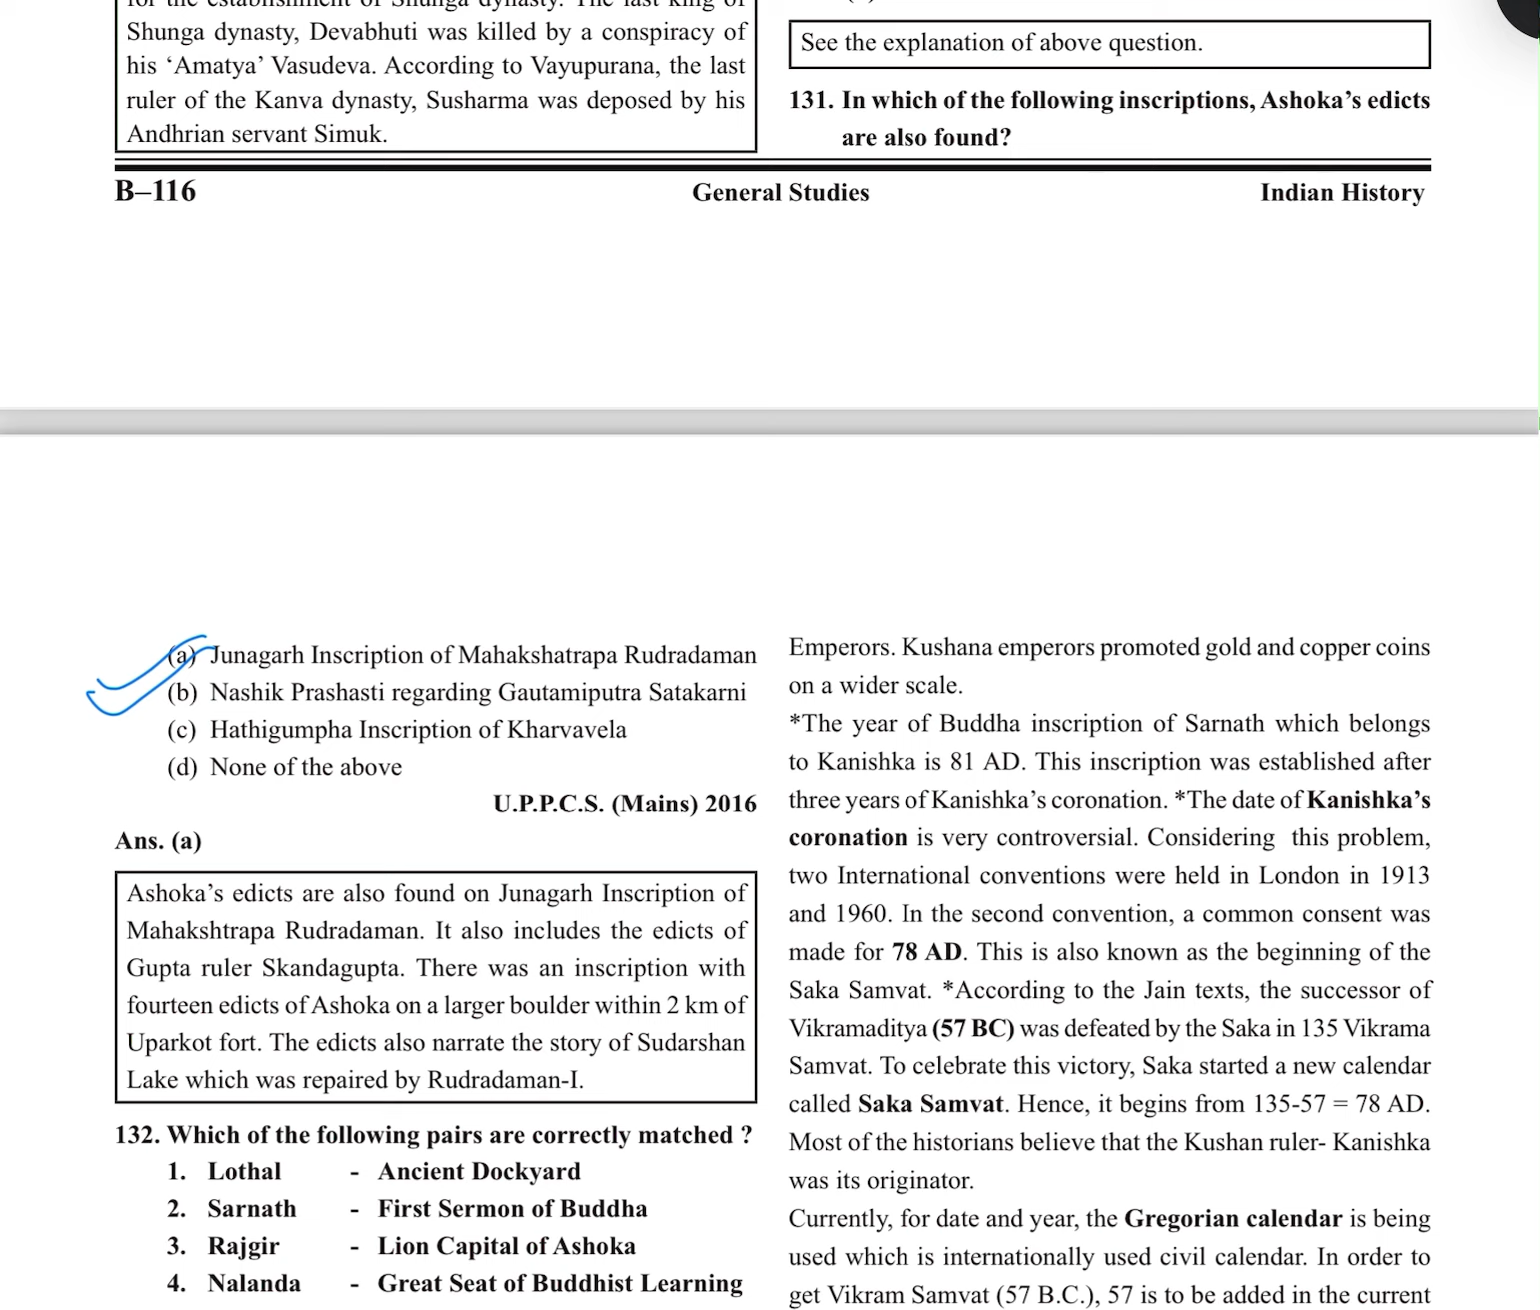 for the establishment of Shunga dynasty. The last king of
Shunga dynasty, Devabhuti was killed by a conspiracy of
his ‘Amatya’ Vasudeva. According to Vayupurana, the last
ruler of the Kanva dynasty, Susharma was deposed by his
Andhrian servant Simuk.
See the explanation of above question.
131. In which of the following inscriptions, Ashoka’s edicts
are also found?
B–116 General Studies Indian History
(a) Junagarh Inscription of Mahakshatrapa Rudradaman
(b) Nashik Prashasti regarding Gautamiputra Satakarni
(c) Hathigumpha Inscription of Kharvavela
(d) None of the above
U.P.P.C.S. (Mains) 2016
Ans. (a)
Ashoka’s edicts are also found on Junagarh Inscription of
Mahakshtrapa Rudradaman. It also includes the edicts of
Gupta ruler Skandagupta. There was an inscription with
fourteen edicts of Ashoka on a larger boulder within 2 km of
Uparkot fort. The edicts also narrate the story of Sudarshan
Lake which was repaired by Rudradaman-I.
132. Which of the following pairs are correctly matched ?
1. Lothal - Ancient Dockyard
2. Sarnath - First Sermon of Buddha
3. Rajgir - Lion Capital of Ashoka
4. Nalanda - Great Seat of Buddhist Learning
Emperors. Kushana emperors promoted gold and copper coins
on a wider scale.
*The year of Buddha inscription of Sarnath which belongs
to Kanishka is 81 AD. This inscription was established after
three years of Kanishka’s coronation. *The date of Kanishka’s
coronation is very controversial. Considering this problem,
two International conventions were held in London in 1913
and 1960. In the second convention, a common consent was
made for 78 AD. This is also known as the beginning of the
Saka Samvat. *According to the Jain texts, the successor of
Vikramaditya (57 BC) was defeated by the Saka in 135 Vikrama
Samvat. To celebrate this victory, Saka started a new calendar
called Saka Samvat. Hence, it begins from 135-57 = 78 AD.
Most of the historians believe that the Kushan ruler- Kanishka
was its originator.
Currently, for date and year, the Gregorian calendar is being
used which is internationally used civil calendar. In order to
get Vikram Samvat (57 B.C.), 57 is to be added in the current